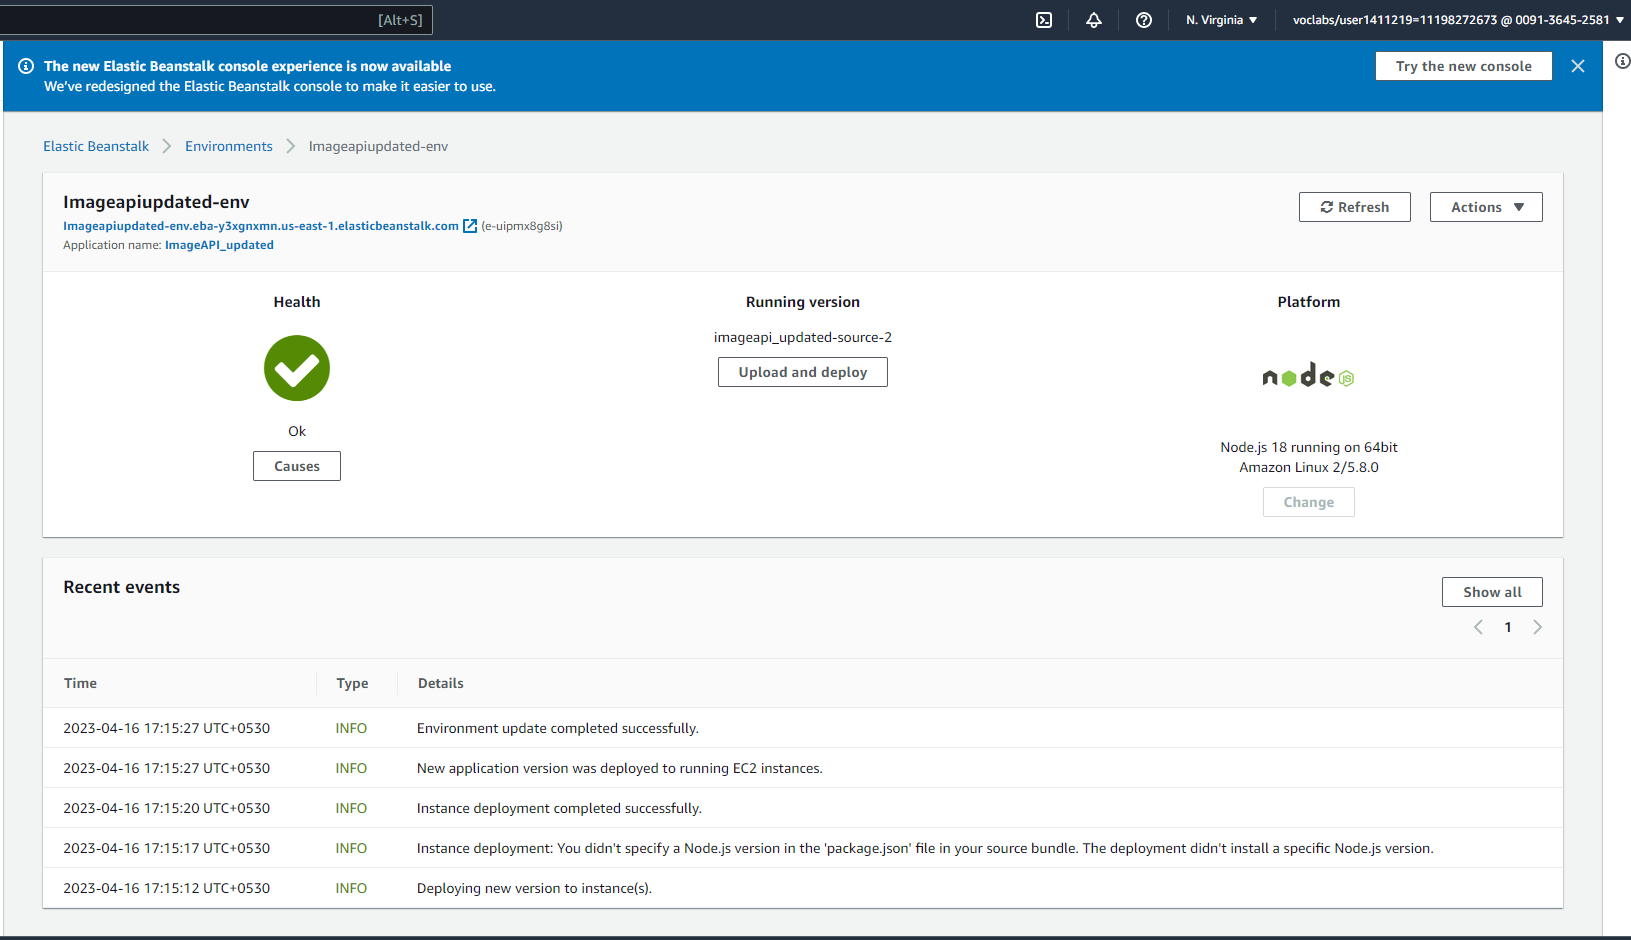 [Alt+S]
N. Virginia ▼
voclabs/user1411219=11198272673 @ 0091-3645-2581 ▼
The new Elastic Beanstalk console experience is now available
We've redesigned the Elastic Beanstalk console to make it easier to use.
Try the new console
Elastic Beanstalk > Environments > Imageapiupdated-env
Imageapiupdated-env
Imageapiupdated-env.eba-y3xgnxmn.us-east-1.elasticbeanstalk.com (e-uipmx8g8si)
Application name: ImageAPI_updated
Refresh
Actions ▼
Health
Ok
Causes
Running version
imageapi_updated-source-2
Upload and deploy
Platform
node JS
Node.js 18 running on 64bit
Amazon Linux 2/5.8.0
Change
Recent events
Show all
< 1 >
Time Type Details
2023-04-16 17:15:27 UTC+0530 INFO Environment update completed successfully.
2023-04-16 17:15:27 UTC+0530 INFO New application version was deployed to running EC2 instances.
2023-04-16 17:15:20 UTC+0530 INFO Instance deployment completed successfully.
2023-04-16 17:15:17 UTC+0530 INFO Instance deployment: You didn't specify a Node.js version in the 'package.json' file in your source bundle. The deployment didn't install a specific Node.js version.
2023-04-16 17:15:12 UTC+0530 INFO Deploying new version to instance(s).